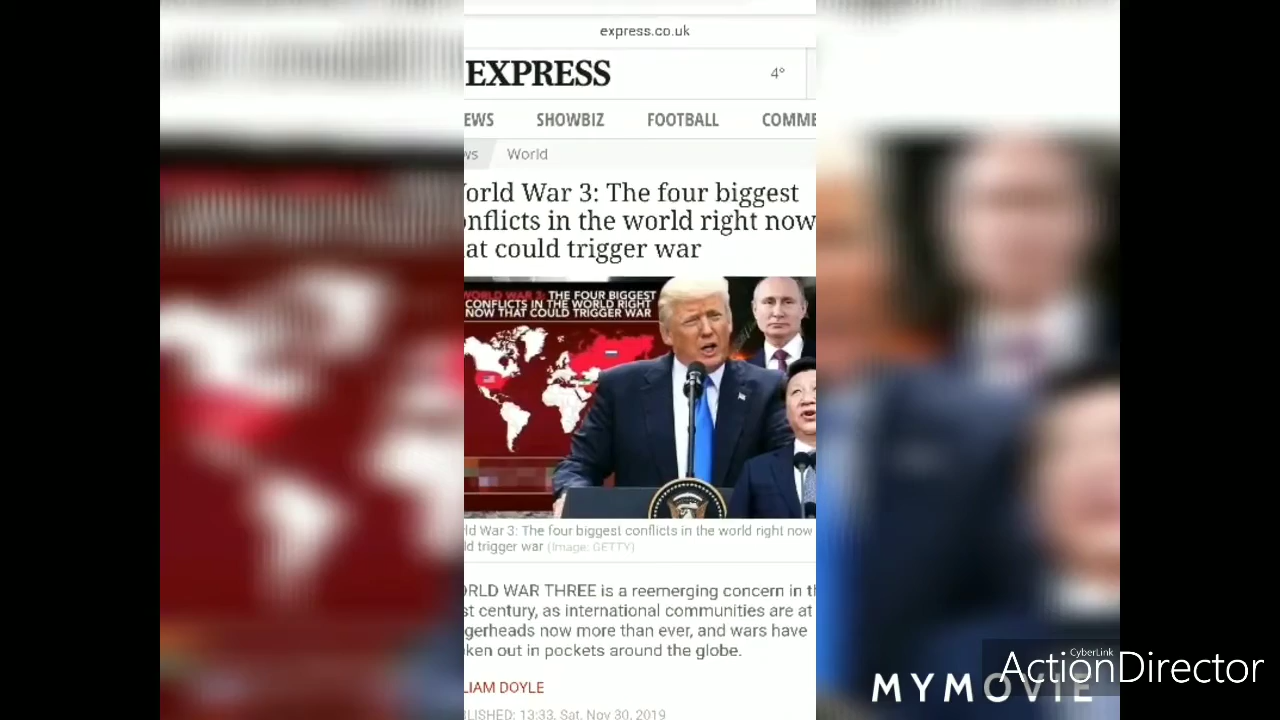 express.co.uk
EXPRESS
4°
EWS SHOWBIZ FOOTBALL COMME
ws World
orld War 3: The four biggest
onflicts in the world right now
at could trigger war
WORLD WAR 3: THE FOUR BIGGEST
CONFLICTS IN THE WORLD RIGHT
NOW THAT COULD TRIGGER WAR
ld War 3: The four biggest conflicts in the world right now
ld trigger war (Image: GETTY)
ORLD WAR THREE is a reemerging concern in th
st century, as international communities are at
gerheads now more than ever, and wars have
ken out in pockets around the globe.
LIAM DOYLE
BLISHED: 13:33, Sat, Nov 30, 2019
CyberLink
ActionDirector
MYMOVIE